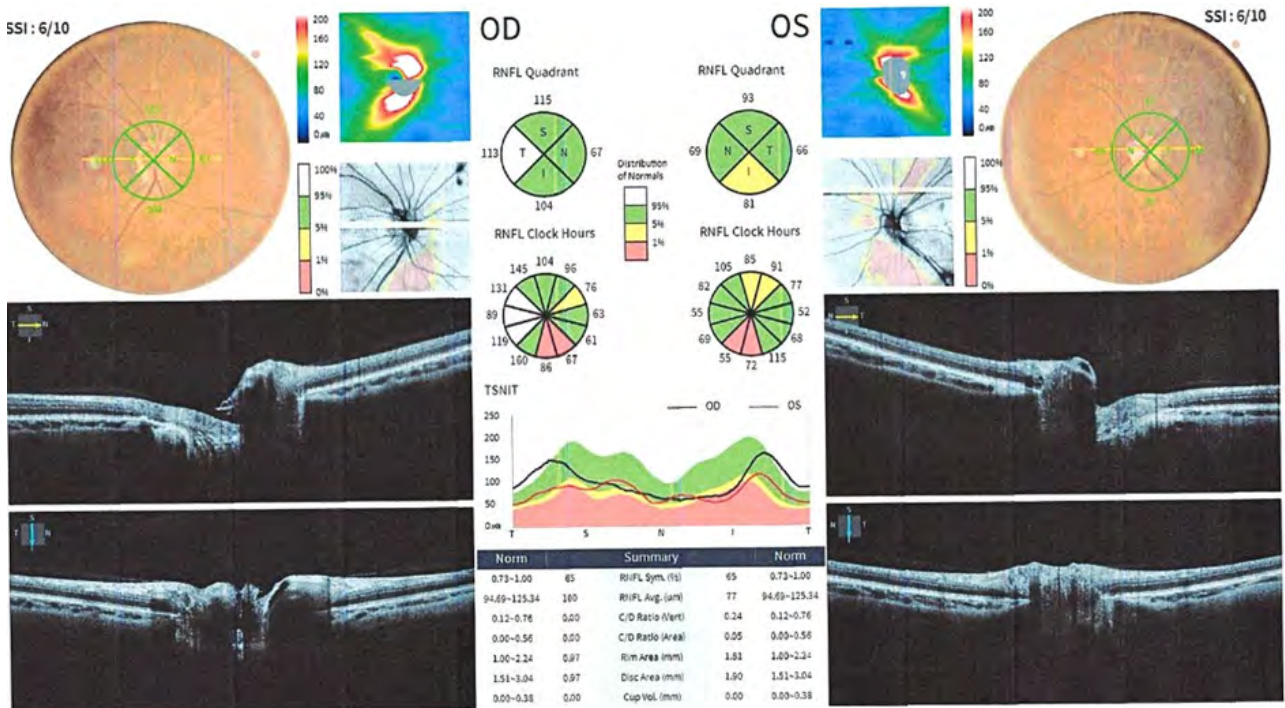 SSI : 6/10
200
160
120
80
40
0 μm
100%
95%
5%
1%
0%
OD
RNFL Quadrant
115
113
S
T
N
I
67
104
RNFL Clock Hours
104
145
96
131
76
89
63
119
61
160
67
86
Distribution
of Normals
95%
5%
1%
OS
RNFL Quadrant
93
69
S
N
T
I
66
81
RNFL Clock Hours
85
105
91
82
77
55
52
69
68
55
115
72
SSI : 6/10
200
160
120
80
40
0 μm
100%
95%
5%
1%
0%
TSNIT
OD
OS
250
200
150
100
50
0 μm
T S N I T
Norm Summary Norm
0.73~1.00 65 RNFL Sym. (%) 65 0.73~1.00
94.69~125.34 100 RNFL Avg. (um) 77 94.69~125.34
0.12~0.76 0.00 C/D Ratio (Vert) 0.24 0.12~0.76
0.00~0.56 0.00 C/D Ratio (Area) 0.05 0.00~0.56
1.00~2.24 0.97 Rim Area (mm) 1.81 1.00~2.24
1.51~3.04 0.97 Disc Area (mm) 1.90 1.51~3.04
0.00~0.38 0.00 Cup Vol. (mm) 0.00 0.00~0.38
S
T N
I
S
N T
I
S
T N
S
N T